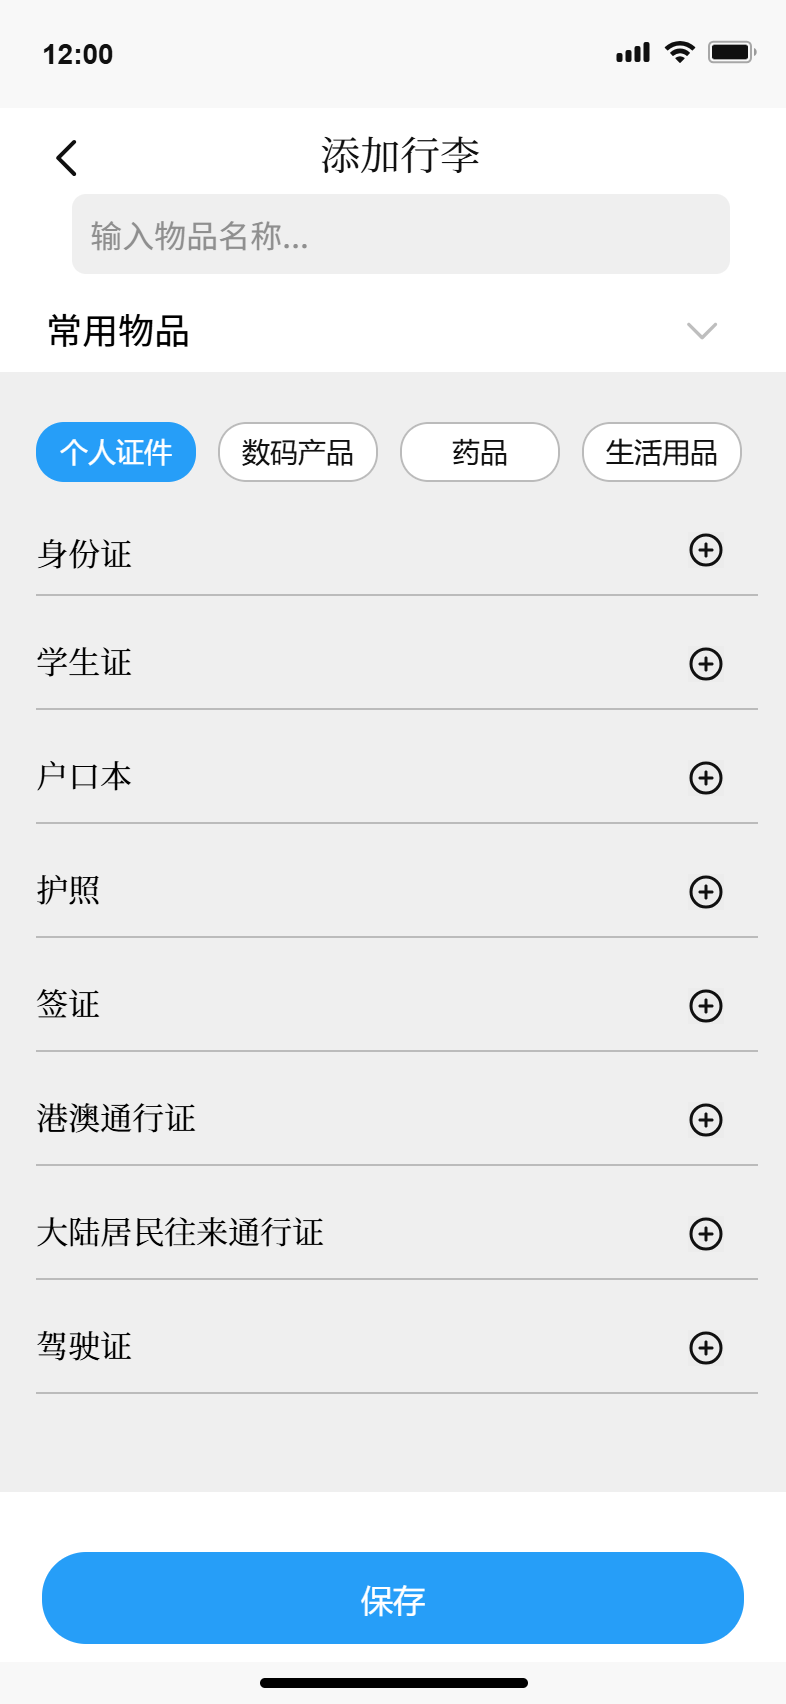 12:00
添加行李
输入物品名称...
常用物品
个人证件 数码产品 药品 生活用品
身份证
学生证
户口本
护照
签证
港澳通行证
大陆居民往来通行证
驾驶证
保存